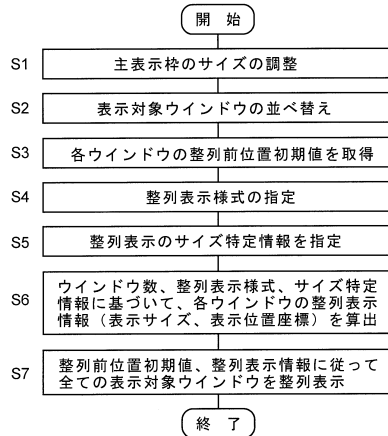 開 始
S1 主表示枠のサイズの調整
S2 表示対象ウインドウの並べ替え
S3 各ウインドウの整列前位置初期値を取得
S4 整列表示様式の指定
S5 整列表示のサイズ特定情報を指定
S6 ウインドウ数、整列表示様式、サイズ特定
情報に基づいて、各ウインドウの整列表示
情報（表示サイズ、表示位置座標）を算出
S7 整列前位置初期値、整列表示情報に従って
全ての表示対象ウインドウを整列表示
終 了